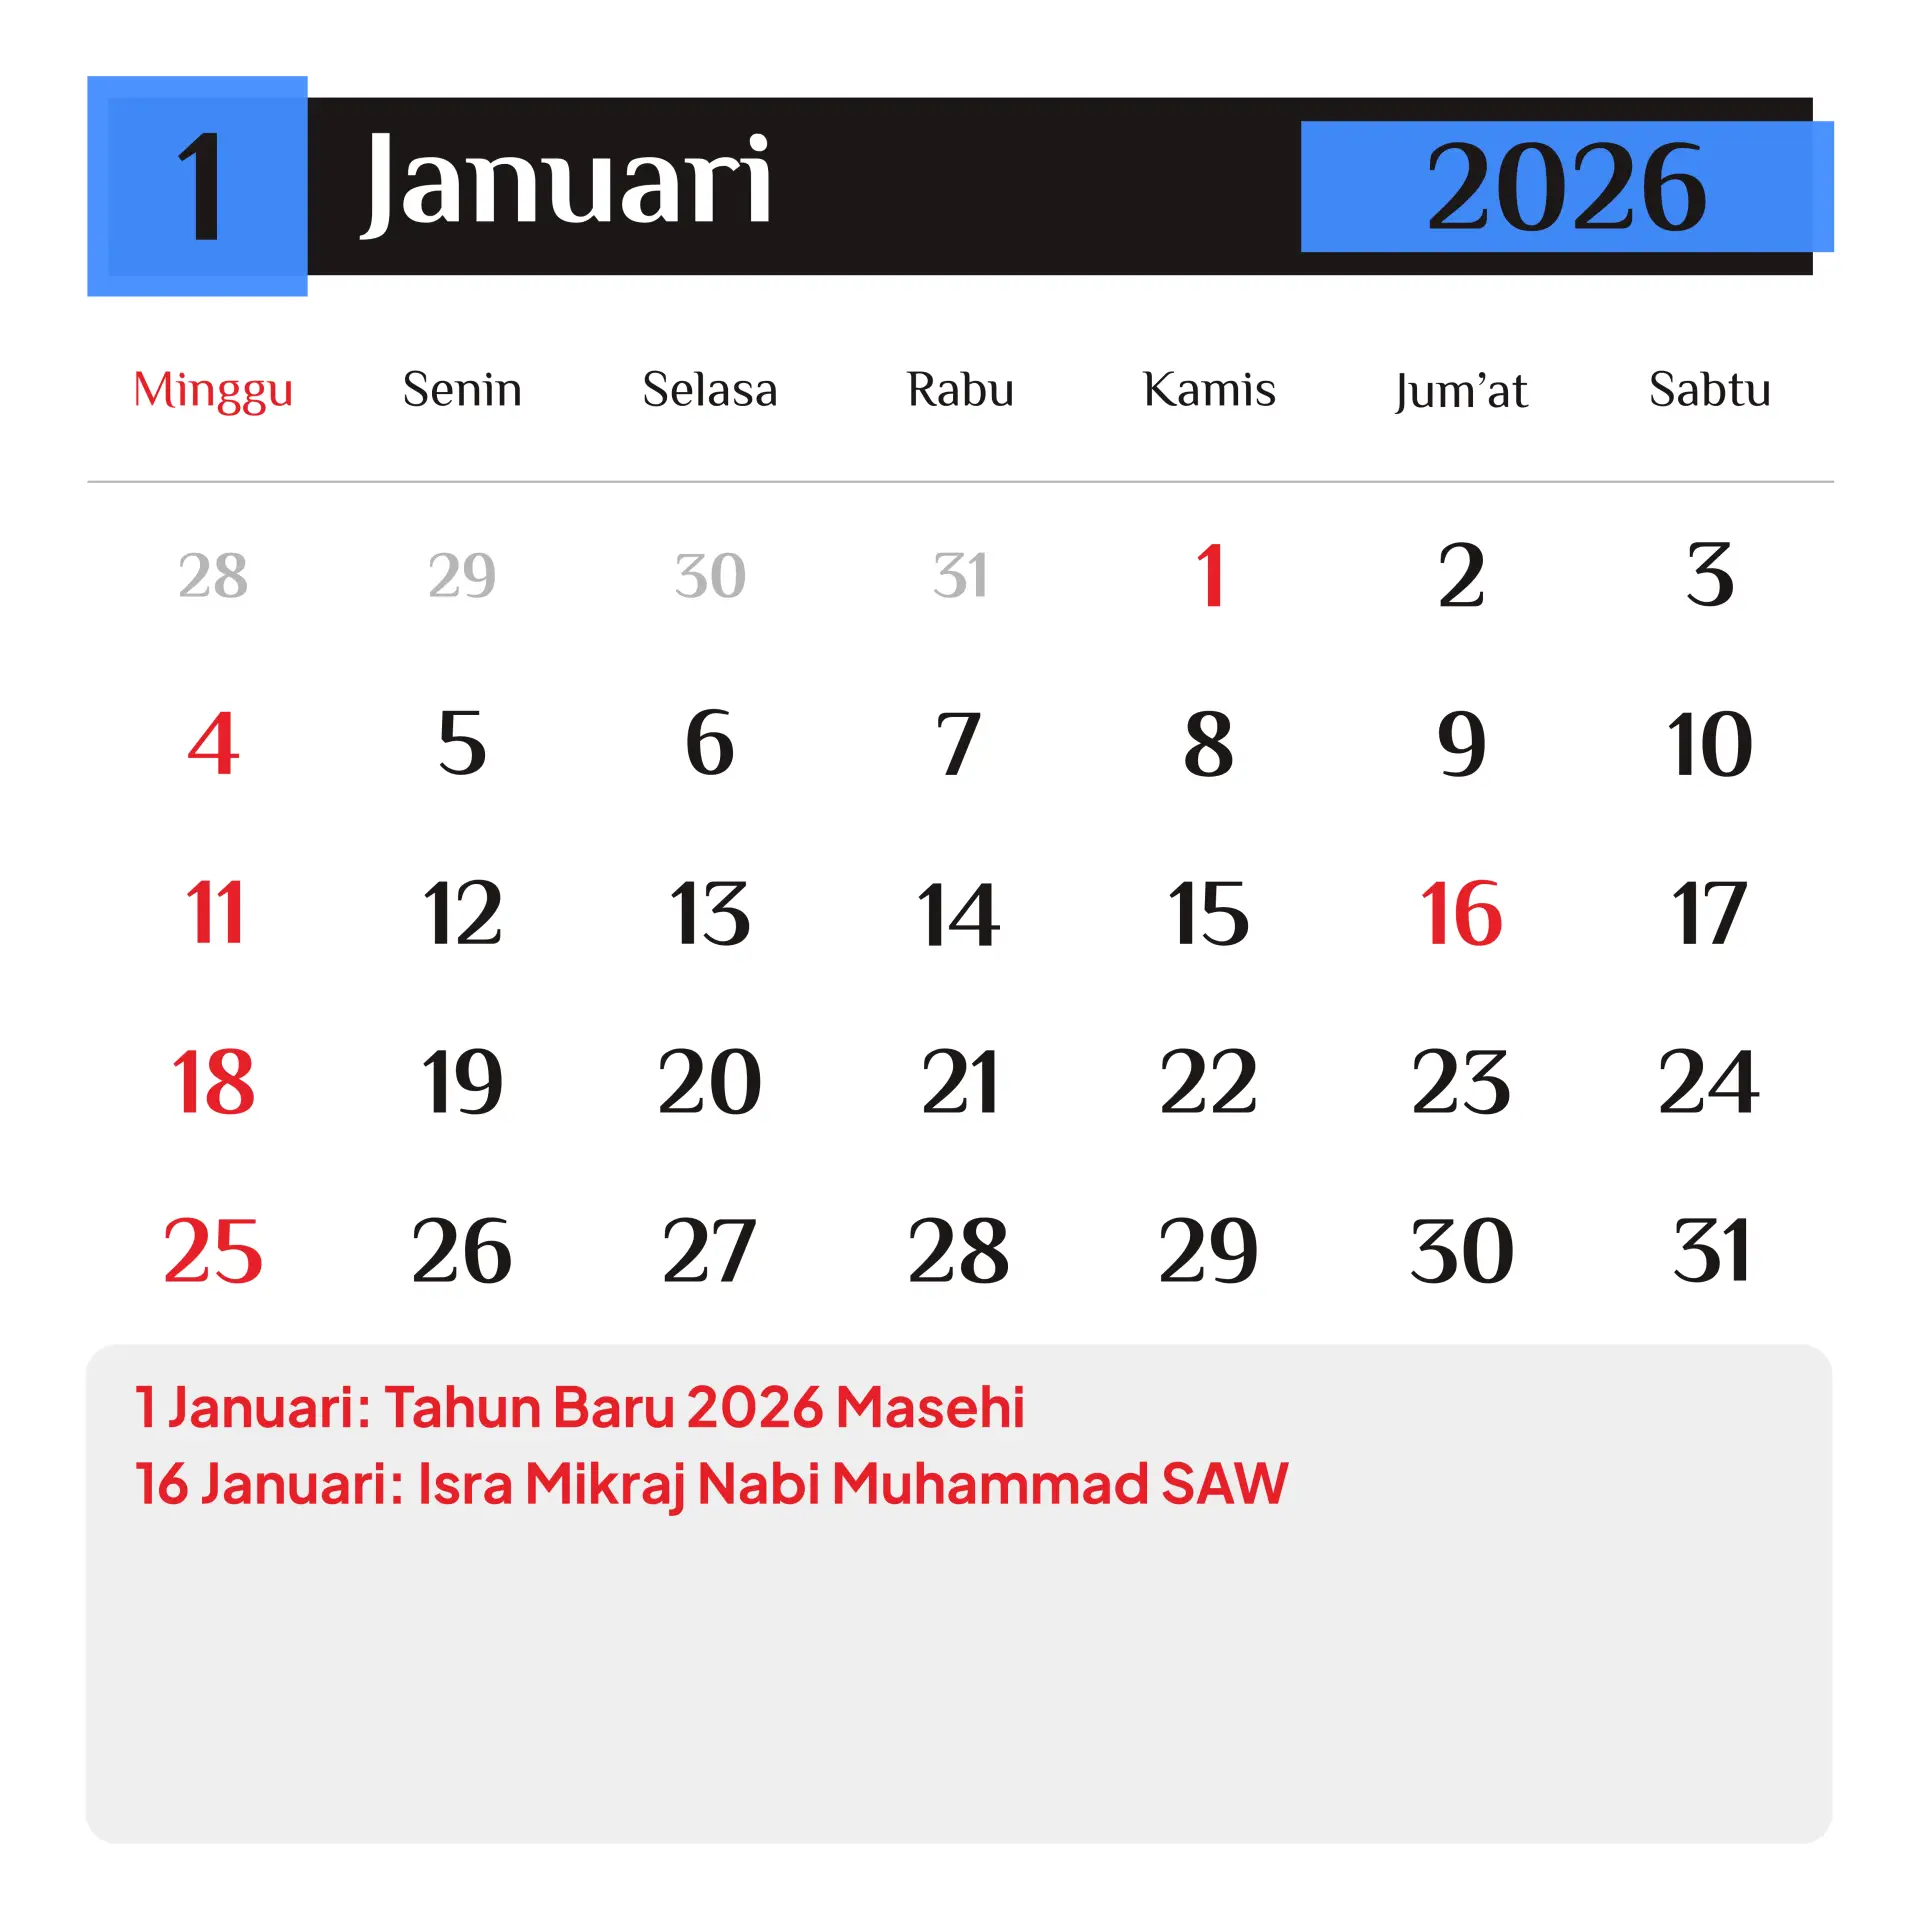 1 Januari 2026
Minggu Senin Selasa Rabu Kamis Jum'at Sabtu
28 29 30 31 1 2 3
4 5 6 7 8 9 10
11 12 13 14 15 16 17
18 19 20 21 22 23 24
25 26 27 28 29 30 31
1 Januari: Tahun Baru 2026 Masehi
16 Januari: Isra Mikraj Nabi Muhammad SAW